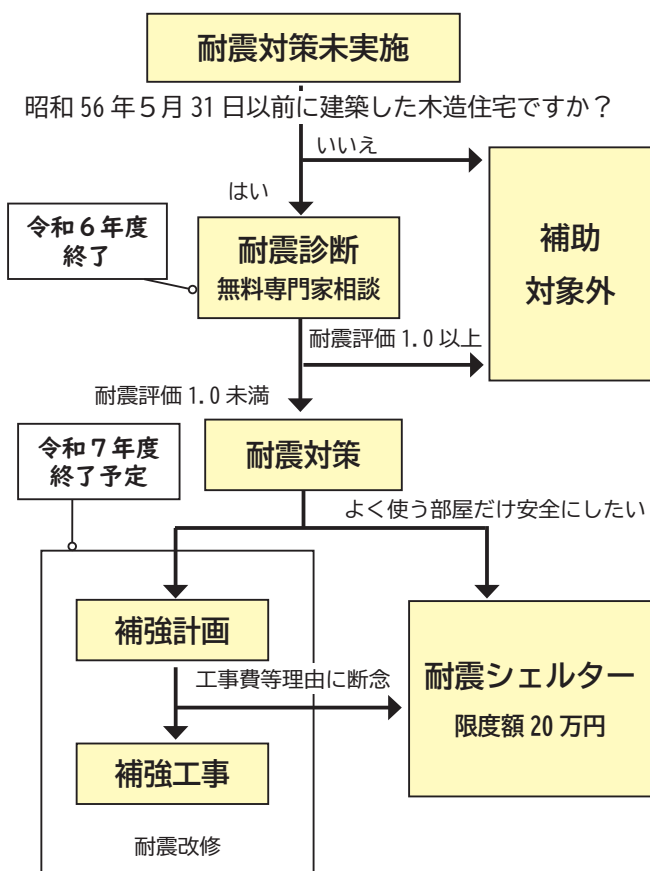 耐震対策未実施
昭和 56 年５月 31 日以前に建築した木造住宅ですか？
いいえ
はい
令和６年度
終了
耐震診断
無料専門家相談
補助
対象外
耐震評価 1.0 以上
耐震評価 1.0 未満
令和７年度
終了予定
耐震対策
よく使う部屋だけ安全にしたい
補強計画
工事費等理由に断念
耐震シェルター
限度額 20 万円
補強工事
耐震改修